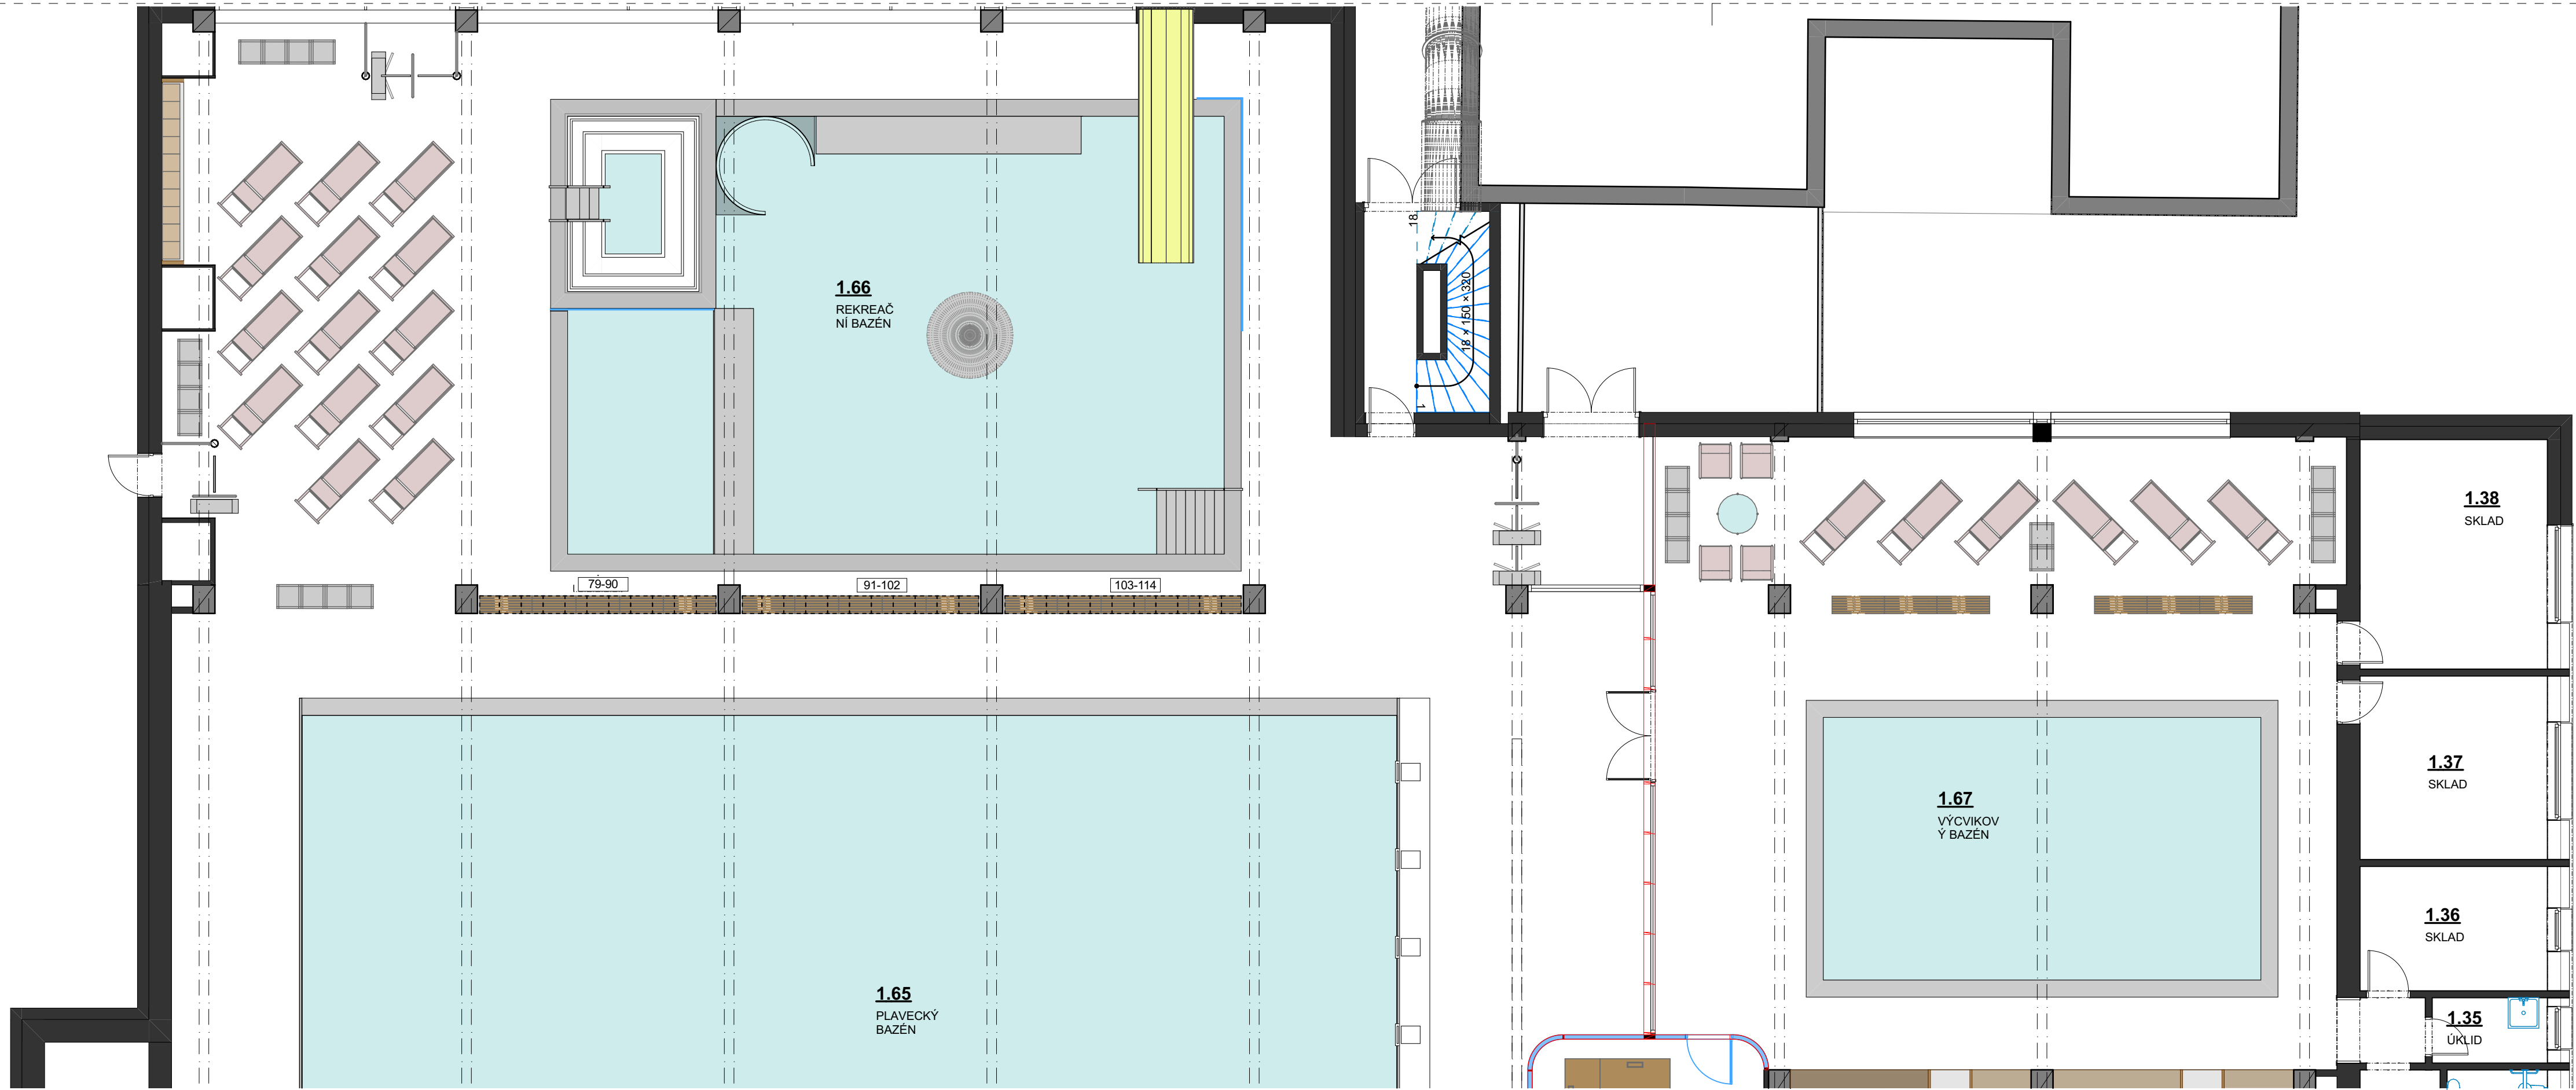 18
18 × 150 × 320
1
1.66
REKREAČ
NÍ BAZÉN
79-90
91-102
103-114
1.38
SKLAD
1.37
SKLAD
1.67
VÝCVIKOV
Ý BAZÉN
1.36
SKLAD
1.65
PLAVECKÝ
BAZÉN
1.35
ÚKLID